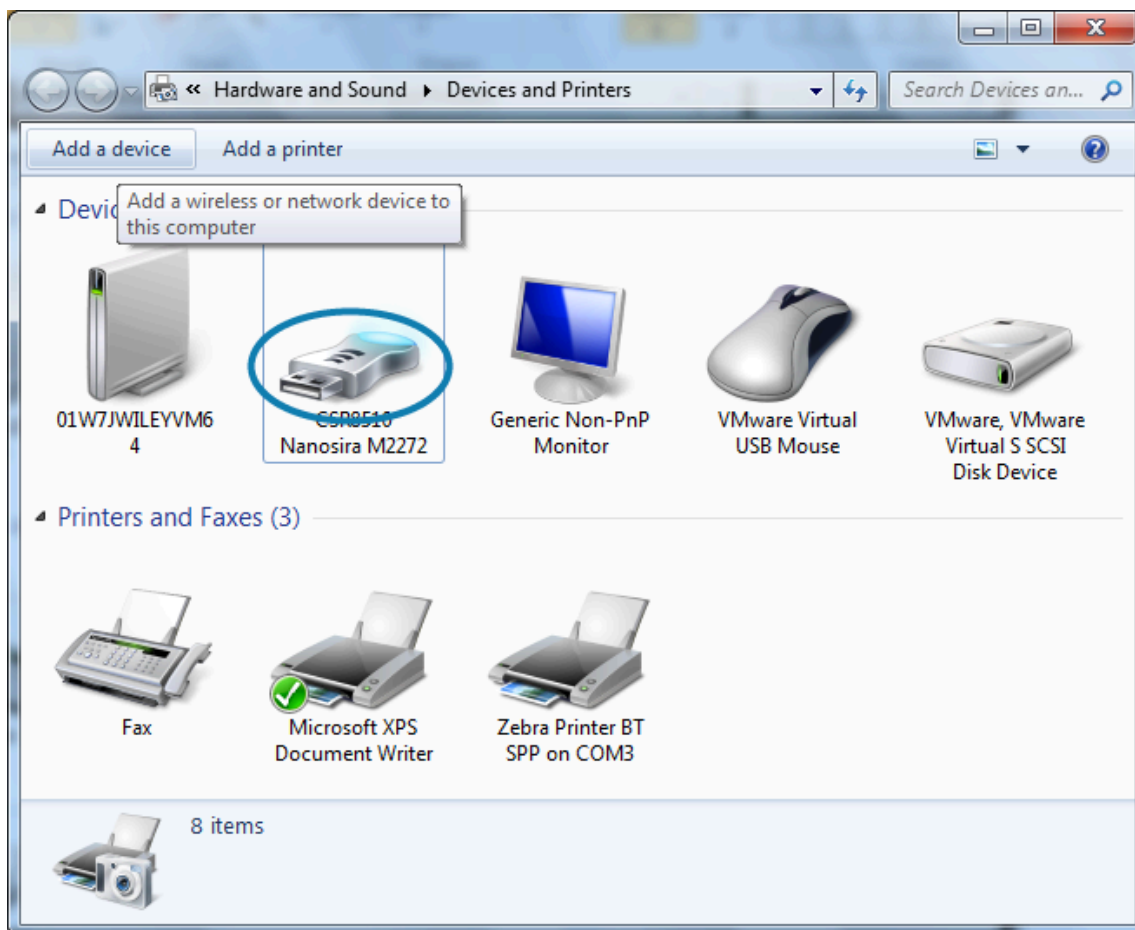 « Hardware and Sound ▸ Devices and Printers
Search Devices an...
Add a device
Add a printer
Add a wireless or network device to
this computer
Devic
01W7JWILEYVM6
4
CSR8510
Nanosira M2272
Generic Non-PnP
Monitor
VMware Virtual
USB Mouse
VMware, VMware
Virtual S SCSI
Disk Device
Printers and Faxes (3)
Fax
Microsoft XPS
Document Writer
Zebra Printer BT
SPP on COM3
8 items